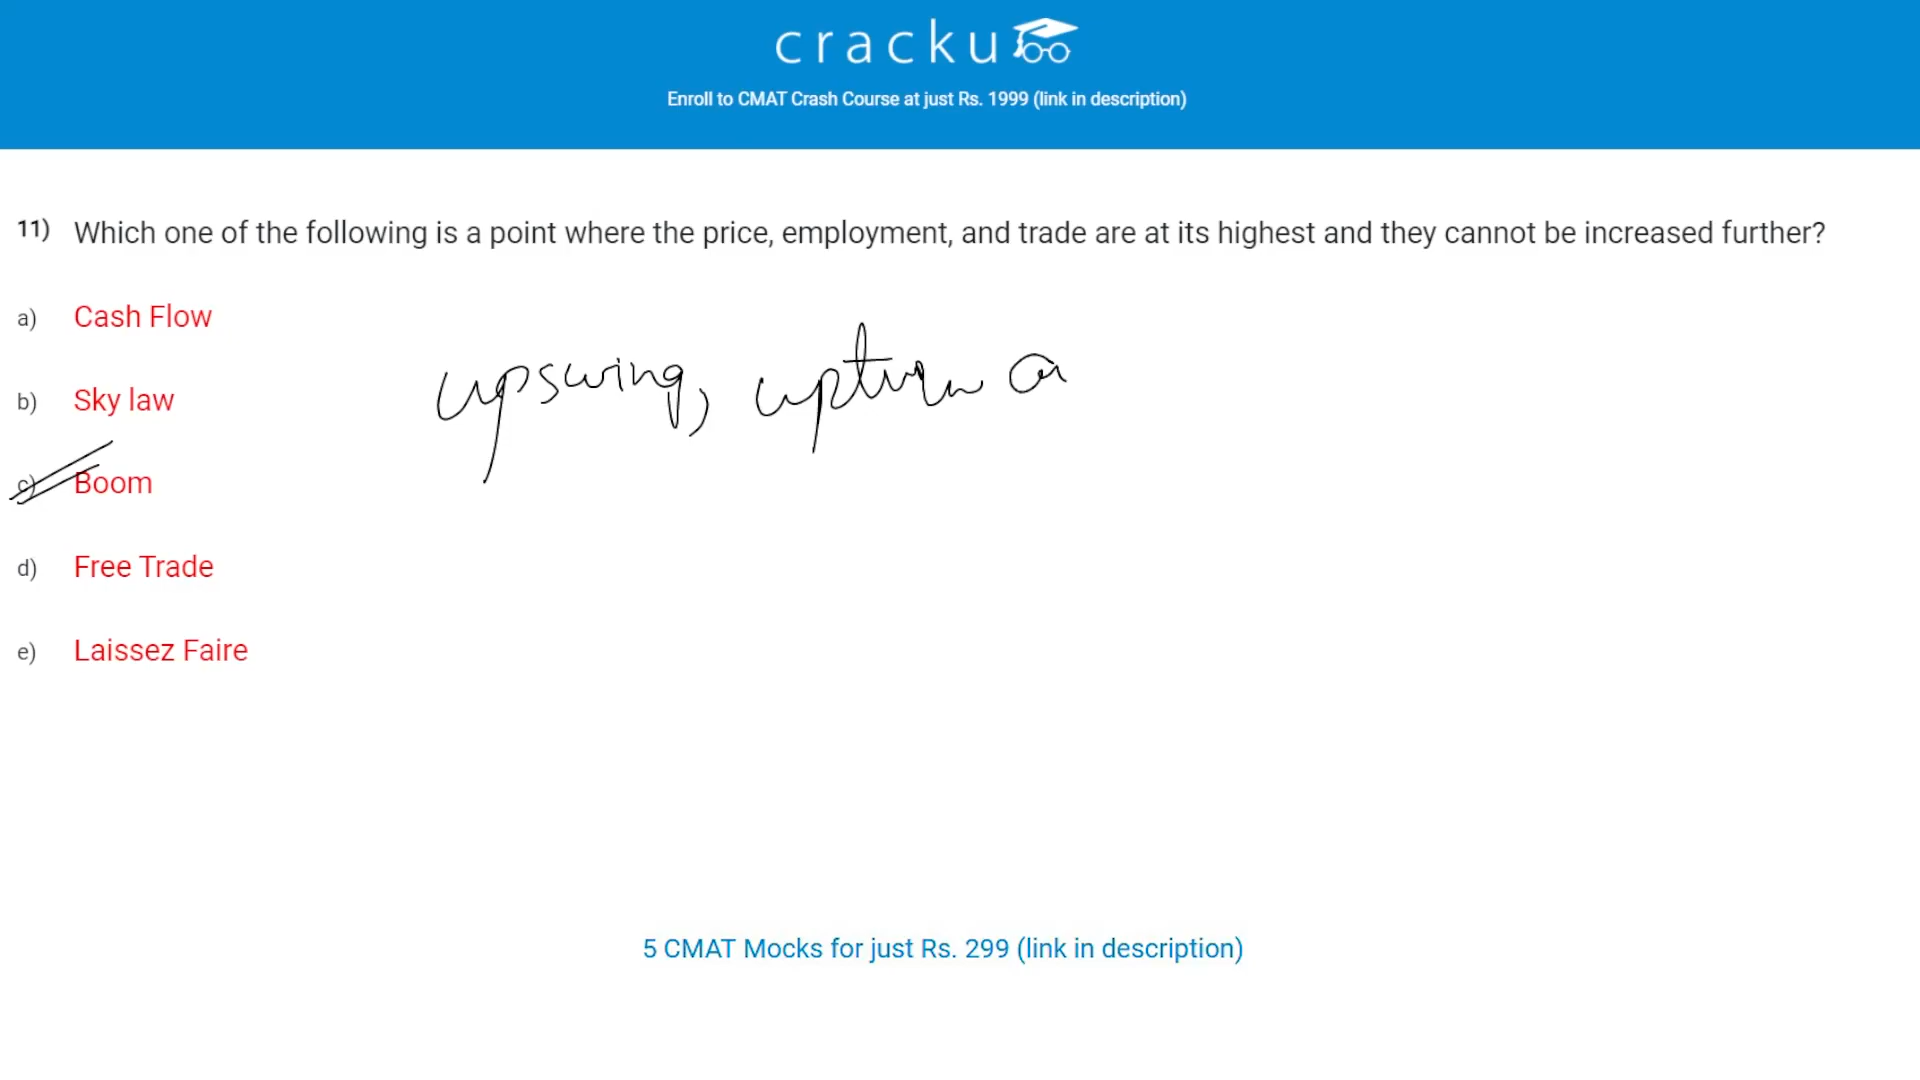 cracku
Enroll to CMAT Crash Course at just Rs. 1999 (link in description)
11) Which one of the following is a point where the price, employment, and trade are at its highest and they cannot be increased further?
a) Cash Flow
upswing, upturn or
b) Sky law
c) Boom
d) Free Trade
e) Laissez Faire
5 CMAT Mocks for just Rs. 299 (link in description)